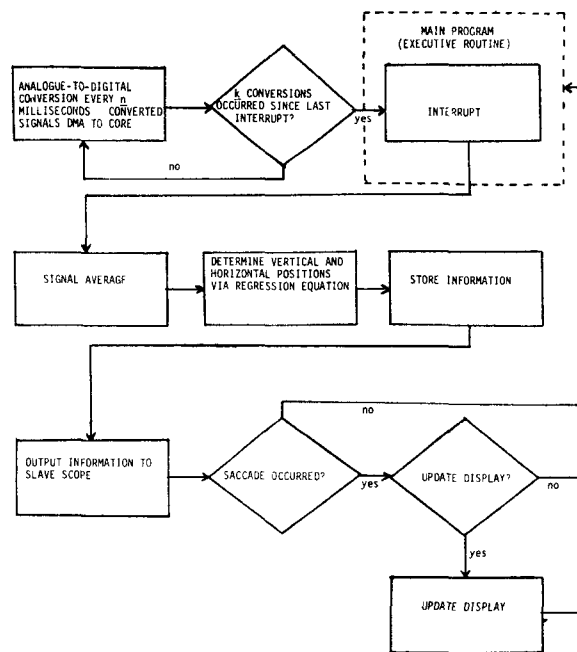 MAIN PROGRAM
(EXECUTIVE ROUTINE)
ANALOGUE-TO-DIGITAL
CONVERSION EVERY n
MILLISECONDS CONVERTED
SIGNALS DMA TO CORE
k CONVERSIONS
OCCURRED SINCE LAST
INTERRUPT?
yes
INTERRUPT
no
SIGNAL AVERAGE
DETERMINE VERTICAL AND
HORIZONTAL POSITIONS
VIA REGRESSION EQUATION
STORE INFORMATION
no
OUTPUT INFORMATION TO
SLAVE SCOPE
SACCADE OCCURRED?
yes
UPDATE DISPLAY?
no
yes
UPDATE DISPLAY